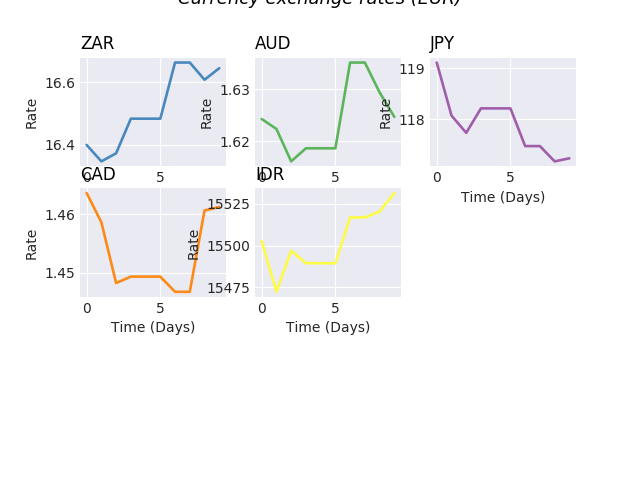 Currency exchange rates (EUR)
ZAR
AUD
JPY
16.6
16.4
Rate
0
5
1.63
1.62
Rate
0
5
119
118
Rate
0
5
Time (Days)
CAD
IDR
1.46
1.45
Rate
0
5
Time (Days)
15525
15500
15475
Rate
0
5
Time (Days)